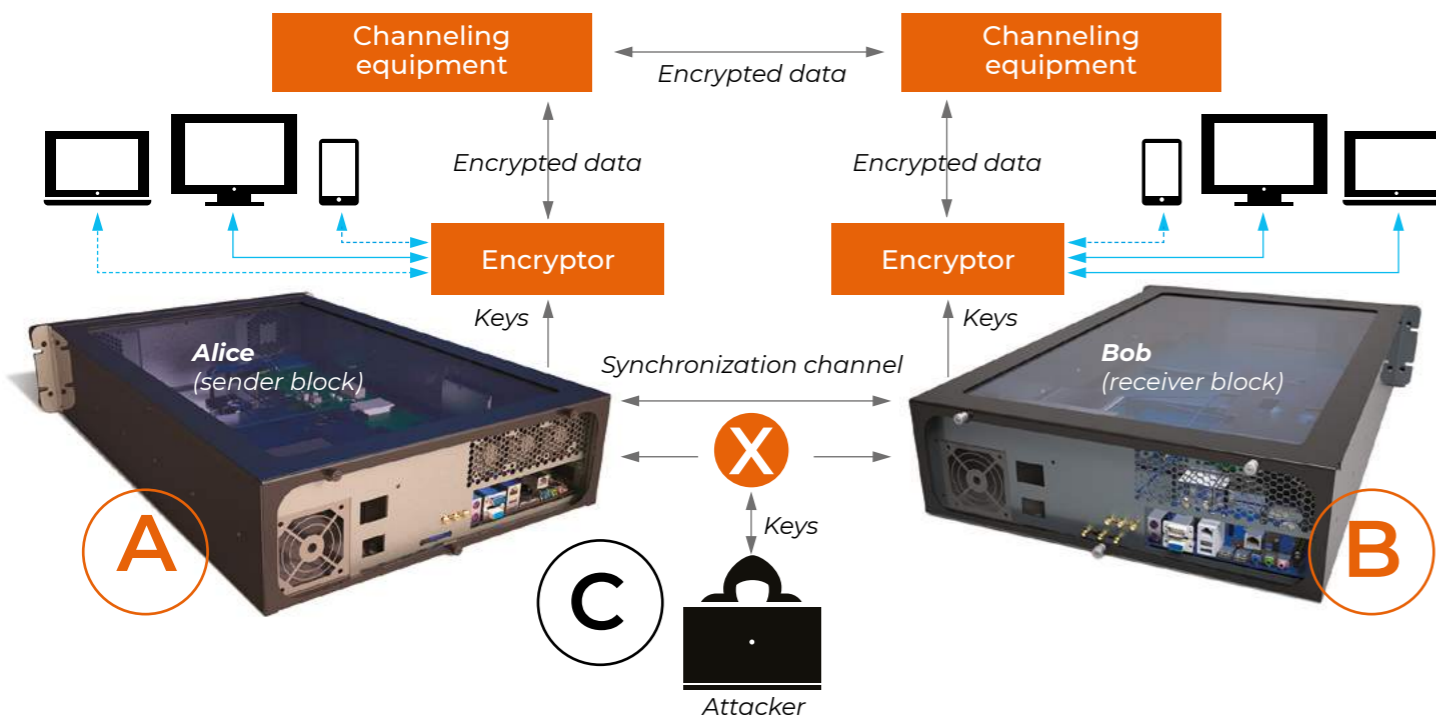 Channeling
equipment
Channeling
equipment
Encrypted data
Encrypted data
Encrypted data
Encryptor
Encryptor
Keys
Keys
Alice
(sender block)
Synchronization channel
Bob
(receiver block)
X
A
Keys
B
C
Attacker